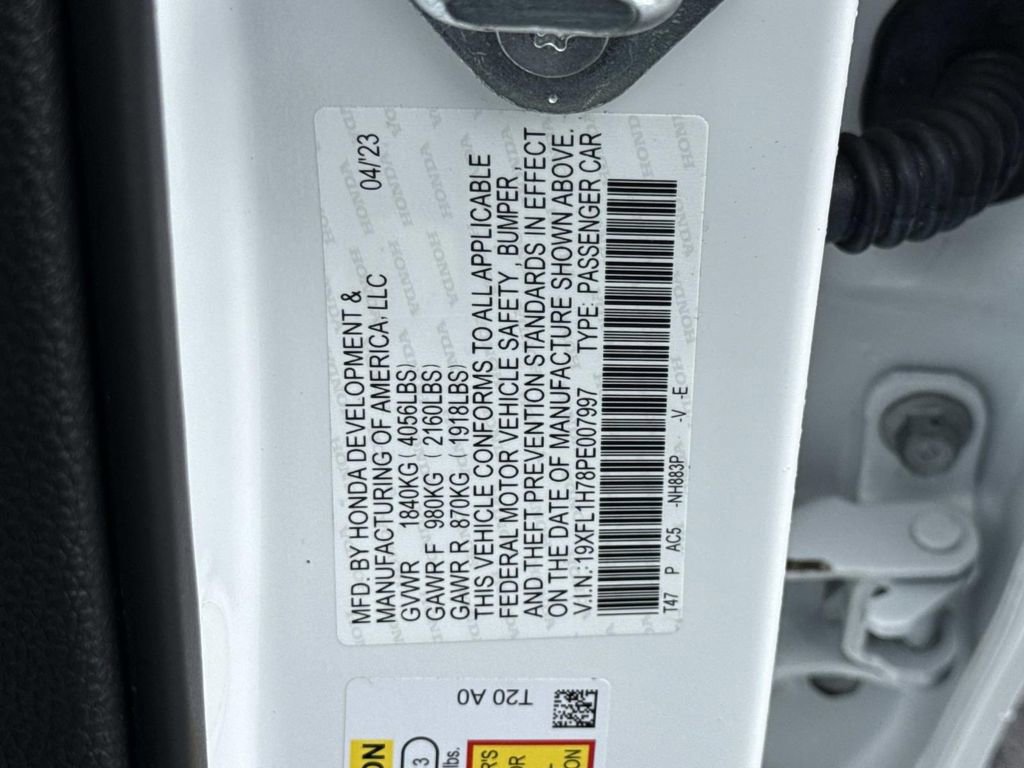 MFD. BY HONDA DEVELOPMENT &
MANUFACTURING OF AMERICA, LLC 04/'23
GVWR 1840KG ( 4056LBS)
GAWR F 980KG ( 2160LBS)
GAWR R 870KG ( 1918LBS)
THIS VEHICLE CONFORMS TO ALL APPLICABLE
FEDERAL MOTOR VEHICLE SAFETY, BUMPER,
AND THEFT PREVENTION STANDARDS IN EFFECT
ON THE DATE OF MANUFACTURE SHOWN ABOVE.
V.I.N.: 19XFL1H78PE007997 TYPE: PASSENGER CAR
T47 P AC5 -NH883P -V -E
T20 A0
3
lbs.